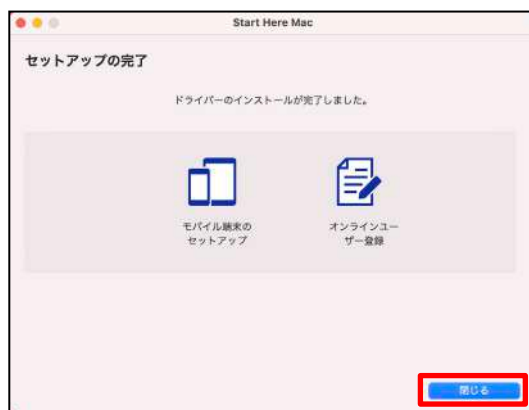 Start Here Mac
セットアップの完了
ドライバーのインストールが完了しました。
モバイル端末の
セットアップ
オンラインユー
ザー登録
閉じる